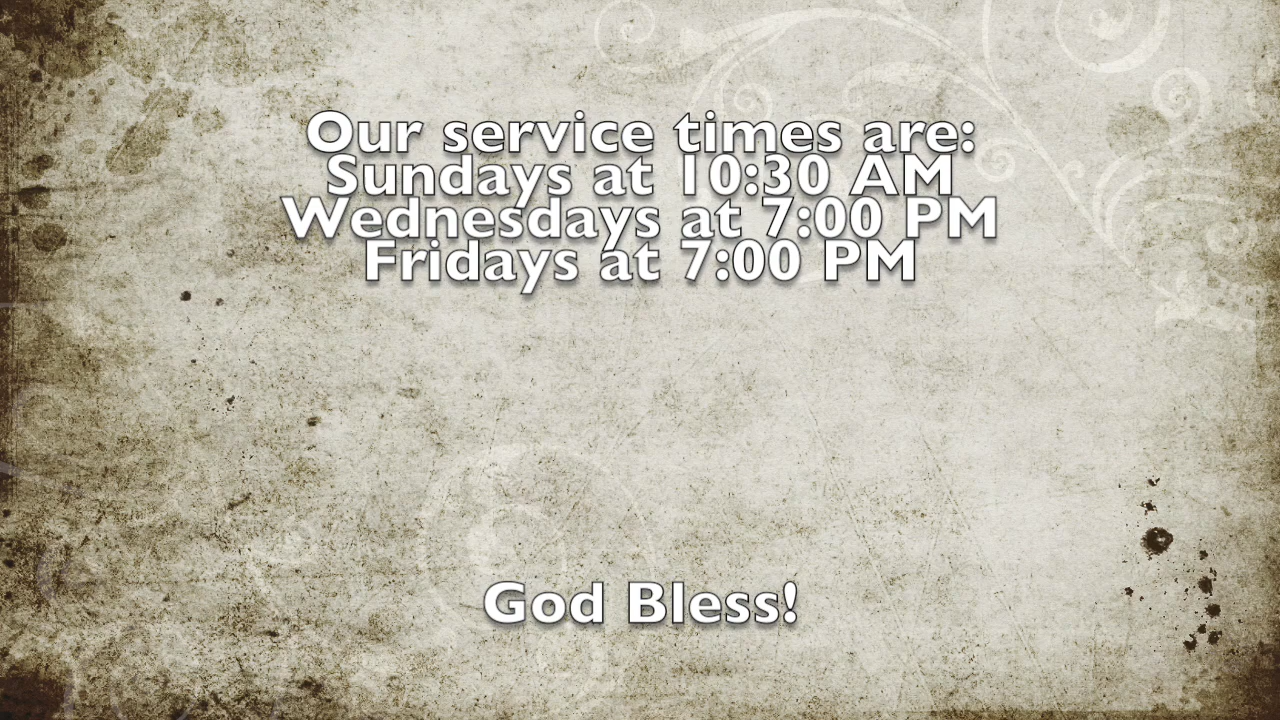 Our service times are:
Sundays at 10:30 AM
Wednesdays at 7:00 PM
Fridays at 7:00 PM
God Bless!